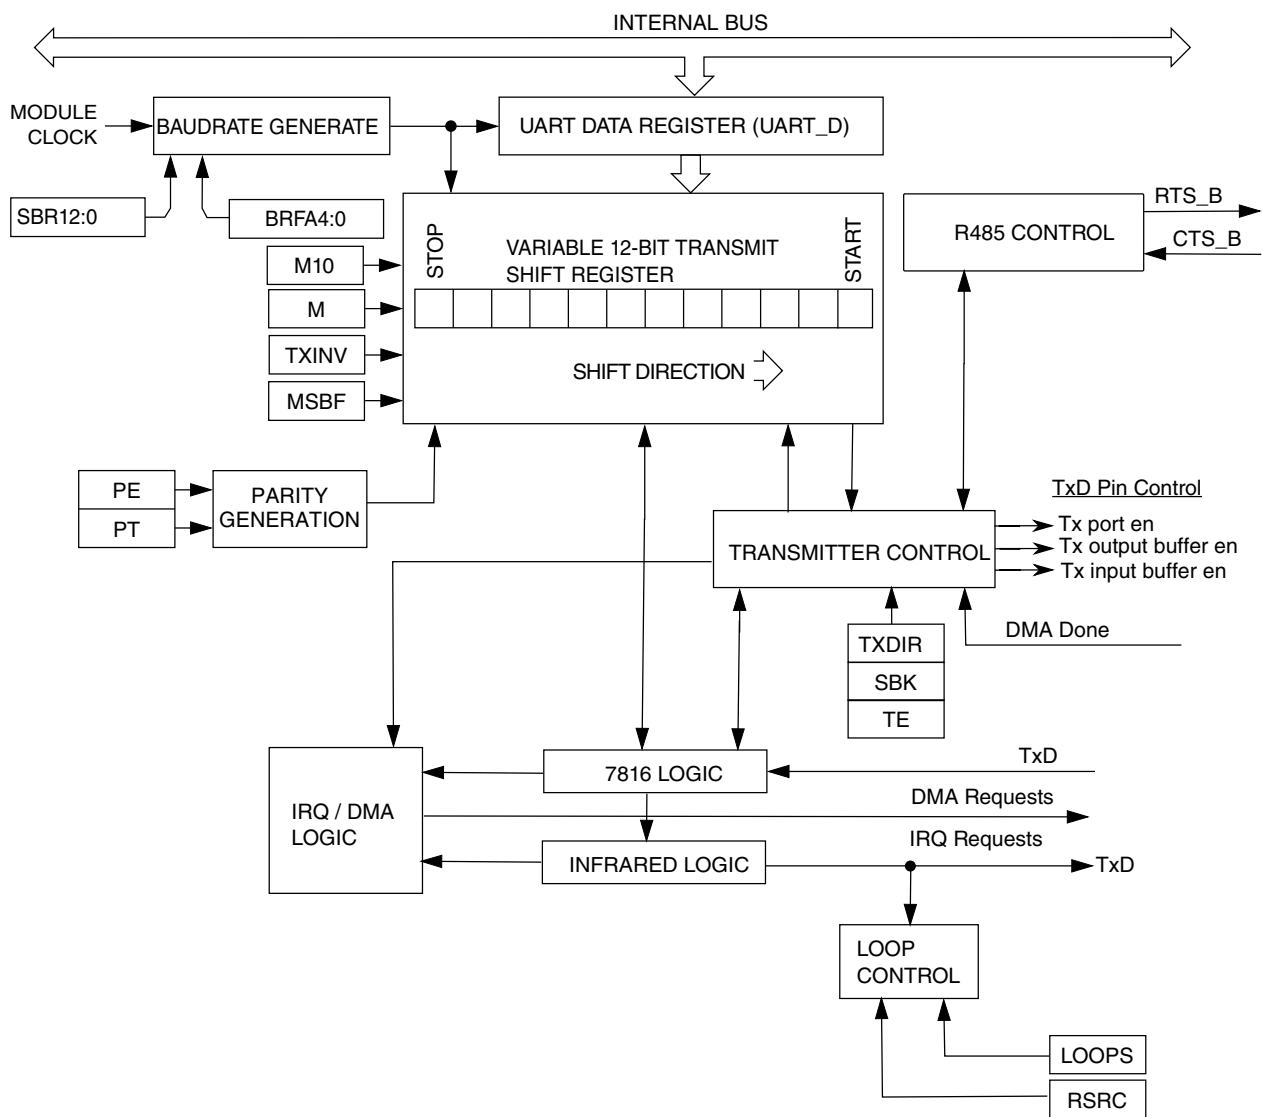 INTERNAL BUS
MODULE
CLOCK
BAUDRATE GENERATE
UART DATA REGISTER (UART_D)
SBR12:0
BRFA4:0
RTS_B
R485 CONTROL
CTS_B
STOP
VARIABLE 12-BIT TRANSMIT
SHIFT REGISTER
START
M10
M
TXINV
SHIFT DIRECTION
MSBF
PE
PT
PARITY
GENERATION
TxD Pin Control
TRANSMITTER CONTROL
Tx port en
Tx output buffer en
Tx input buffer en
DMA Done
TXDIR
SBK
TE
7816 LOGIC
TxD
IRQ / DMA
LOGIC
DMA Requests
IRQ Requests
INFRARED LOGIC
TxD
LOOP
CONTROL
LOOPS
RSRC